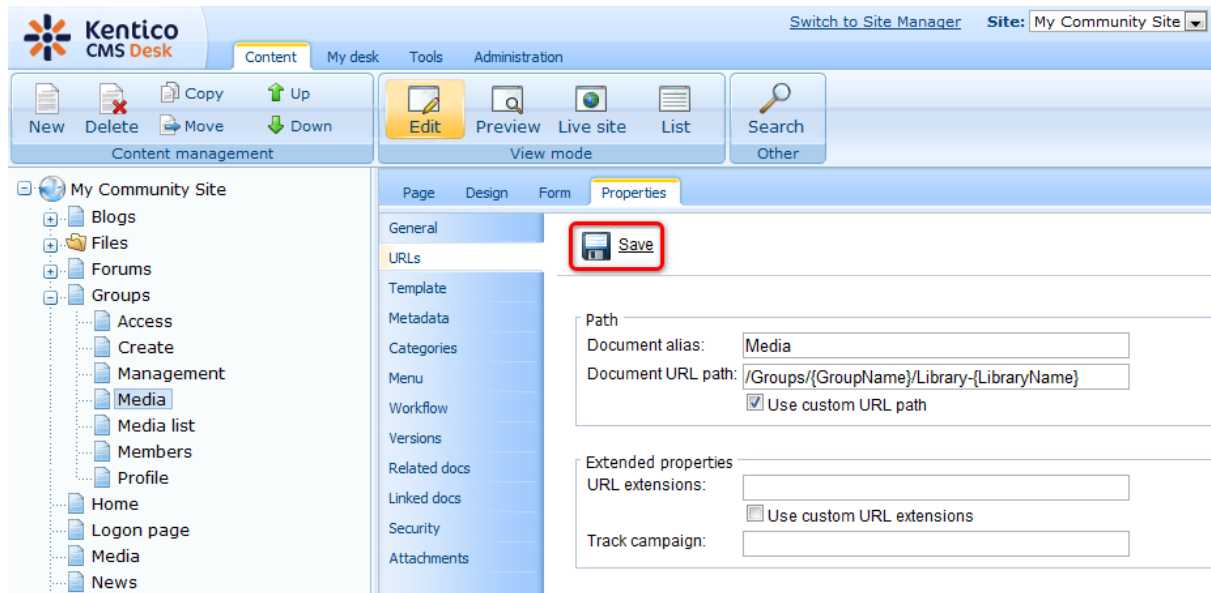 Kentico
CMS Desk
Switch to Site Manager Site: My Community Site
Content My desk Tools Administration
New Delete Copy Move Up Down
Content management
Edit Preview Live site List
View mode
Search
Other
My Community Site
Blogs
Files
Forums
Groups
Access
Create
Management
Media
Media list
Members
Profile
Home
Logon page
Media
News
Page Design Form Properties
General
URLs
Template
Metadata
Categories
Menu
Workflow
Versions
Related docs
Linked docs
Security
Attachments
Save
Path
Document alias: Media
Document URL path: /Groups/{GroupName}/Library-{LibraryName}
Use custom URL path
Extended properties
URL extensions:
Use custom URL extensions
Track campaign: